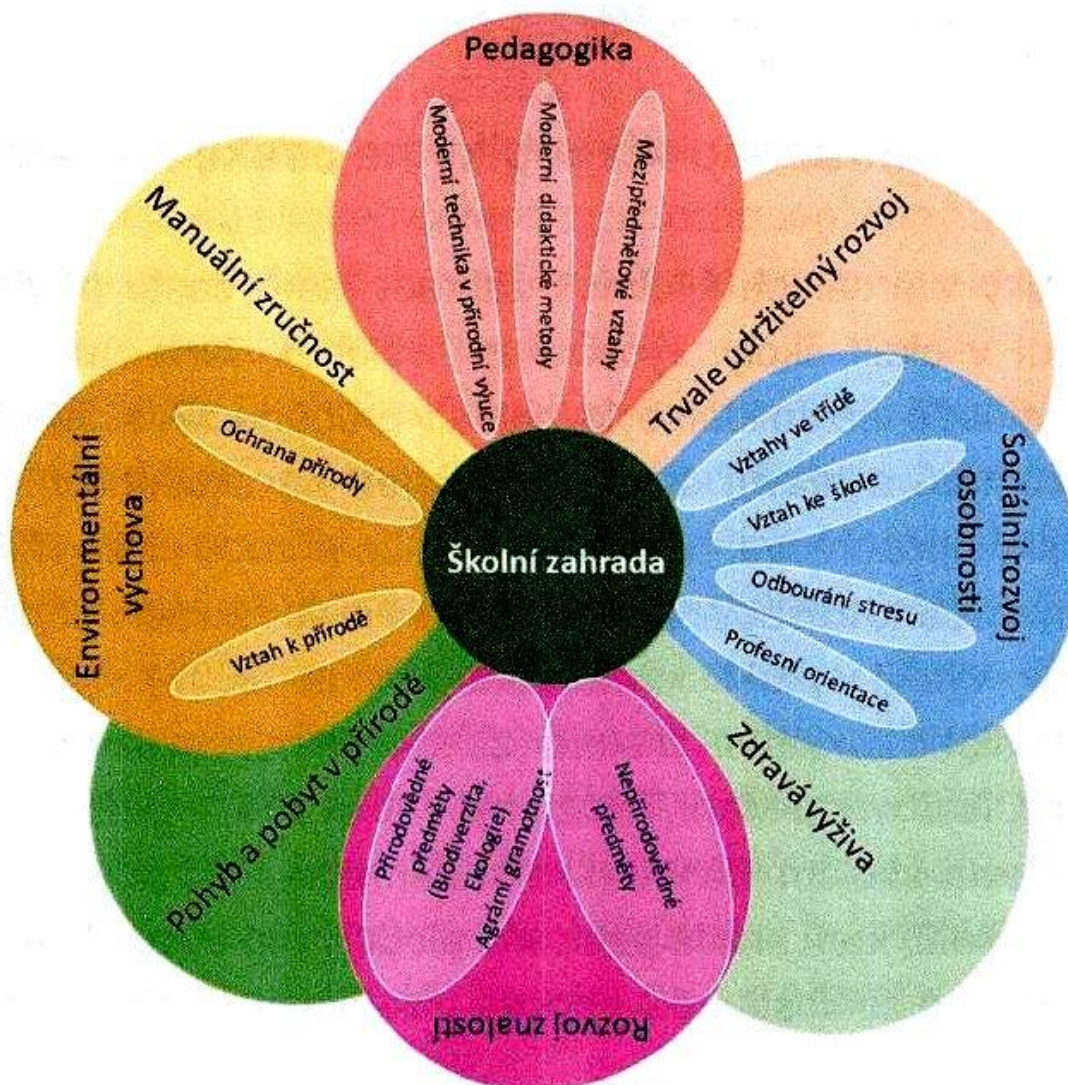 Pedagogika
Moderní technika v přírodní výuce
Moderní didaktické metody
Mezipředmětové vztahy
Trvale udržitelný rozvoj
Sociální rozvoj
osobnosti
Vztahy ve třídě
Vztah ke škole
Odbourání stresu
Profesní orientace
Zdravá výživa
Rozvoj znalostí
Nepřírodovědné
předměty
Přírodovědné
předměty
(Biodiverzita,
Ekologie)
Agrární gramotnost
Pohyb a pobyt v přírodě
Environmentální
výchova
Ochrana přírody
Vztah k přírodě
Manuální zručnost
Školní zahrada